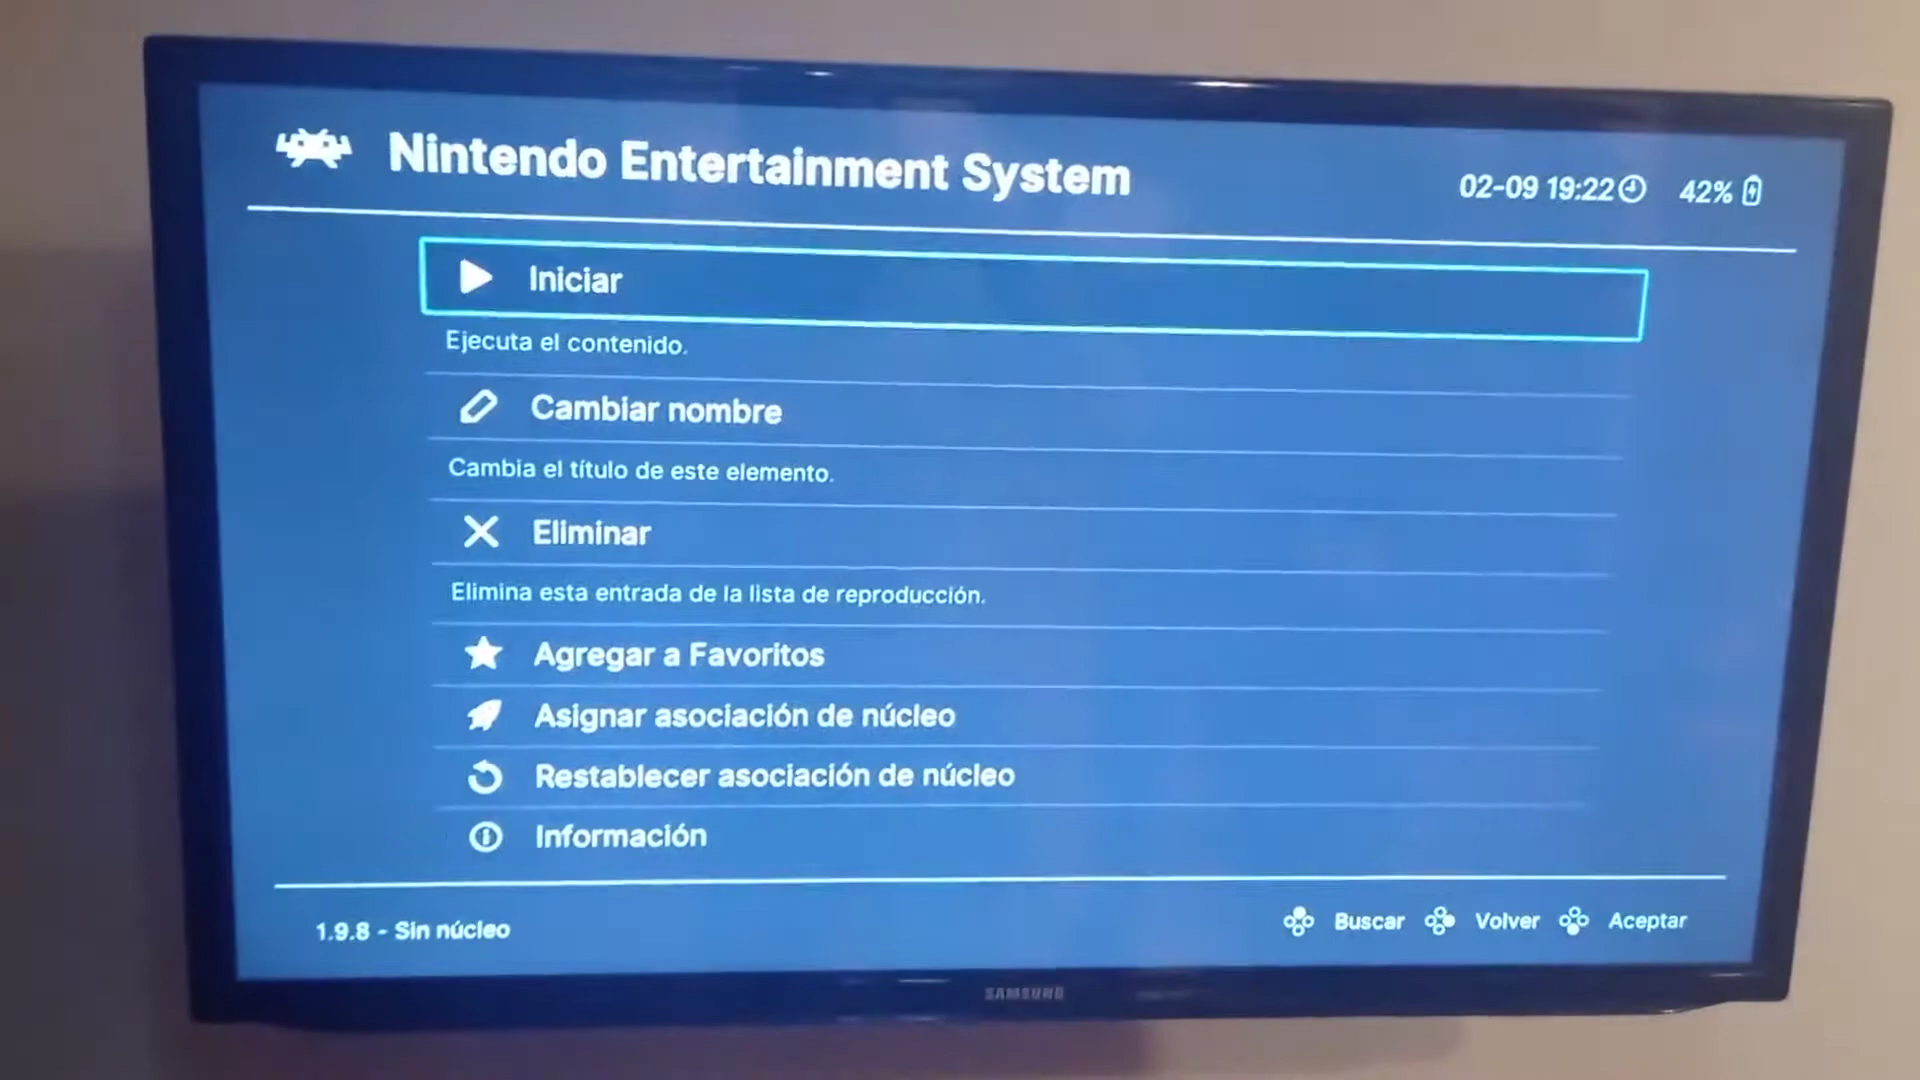 Nintendo Entertainment System
02-09 19:22 42%
Iniciar
Ejecuta el contenido.
Cambiar nombre
Cambia el título de este elemento.
Eliminar
Elimina esta entrada de la lista de reproducción.
Agregar a Favoritos
Asignar asociación de núcleo
Restablecer asociación de núcleo
Información
1.9.8 - Sin núcleo
Buscar Volver Aceptar
SAMSUNG